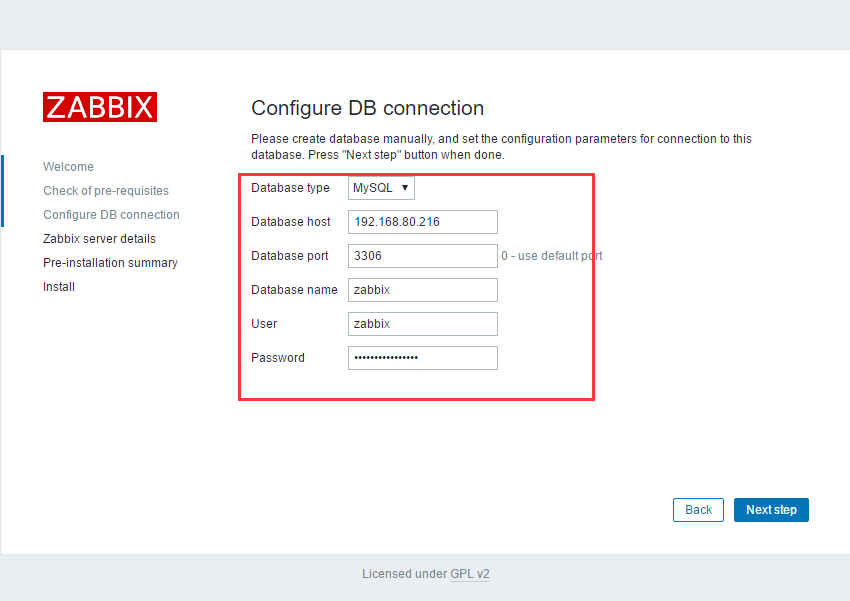 ZABBIX
Welcome
Check of pre-requisites
Configure DB connection
Zabbix server details
Pre-installation summary
Install
Configure DB connection
Please create database manually, and set the configuration parameters for connection to this
database. Press "Next step" button when done.
Database type MySQL ▼
Database host 192.168.80.216
Database port 3306 0 - use default port
Database name zabbix
User zabbix
Password ••••••••••••••••
Back Next step
Licensed under GPL v2